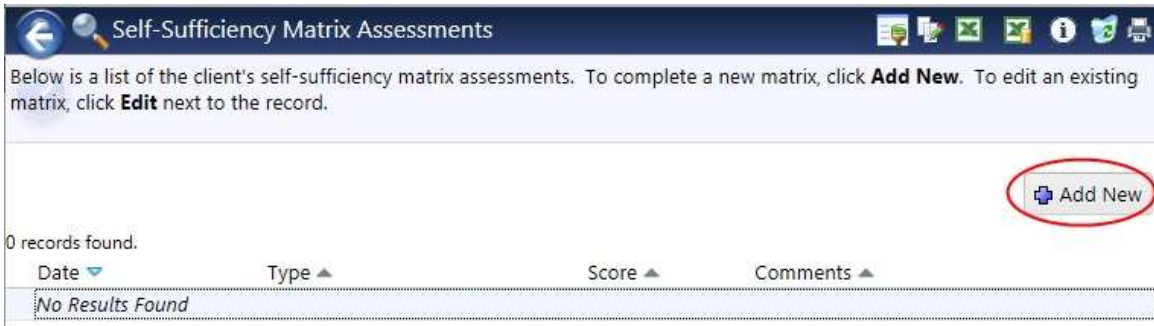 Self-Sufficiency Matrix Assessments
Below is a list of the client's self-sufficiency matrix assessments. To complete a new matrix, click Add New. To edit an existing
matrix, click Edit next to the record.
Add New
0 records found.
Date Type Score Comments
No Results Found